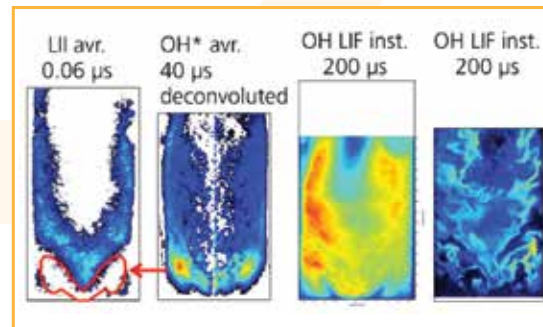 LII avr.
0.06 µs
OH* avr.
40 µs
deconvoluted
OH LIF inst.
200 µs
OH LIF inst.
200 µs